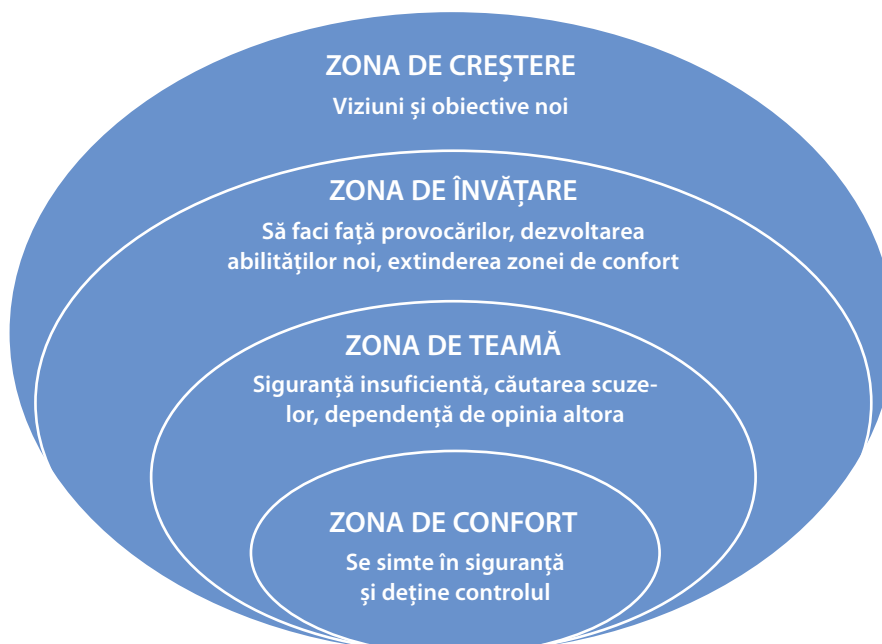 ZONA DE CREȘTERE
Viziuni și obiective noi
ZONA DE ÎNVĂȚARE
Să faci față provocărilor, dezvoltarea
abilităților noi, extinderea zonei de confort
ZONA DE TEAMĂ
Siguranță insuficientă, căutarea scuze-
lor, dependență de opinia altora
ZONA DE CONFORT
Se simte în siguranță
și deține controlul